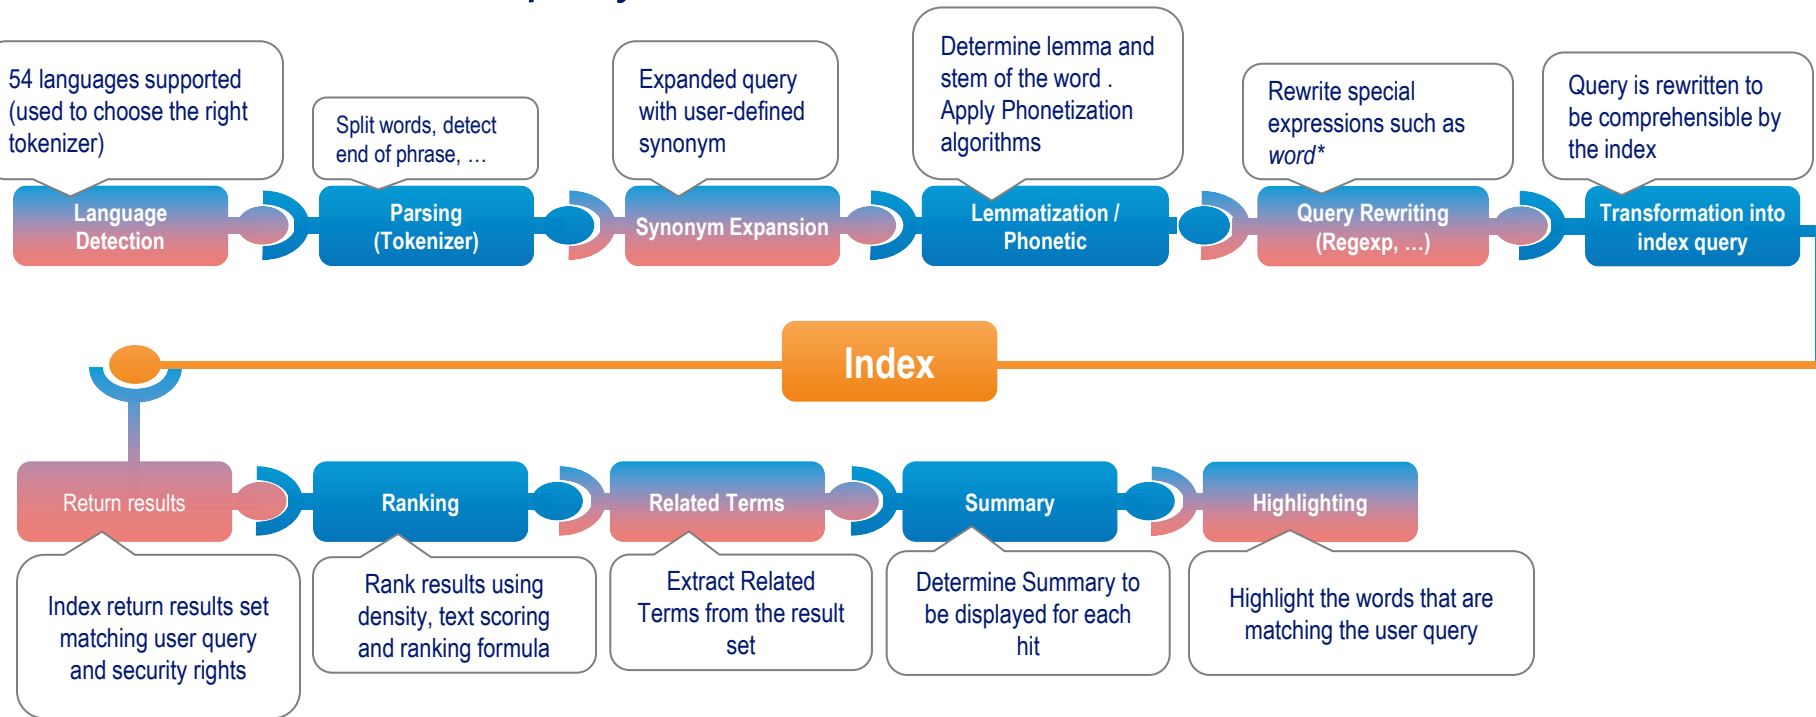 54 languages supported
(used to choose the right
tokenizer)
Split words, detect
end of phrase, …
Expanded query
with user-defined
synonym
Determine lemma and
stem of the word .
Apply Phonetization
algorithms
Rewrite special
expressions such as
word*
Query is rewritten to
be comprehensible by
the index
Language
Detection
Parsing
(Tokenizer)
Synonym Expansion
Lemmatization /
Phonetic
Query Rewriting
(Regexp, …)
Transformation into
index query
Index
Return results
Ranking
Related Terms
Summary
Highlighting
Index return results set
matching user query
and security rights
Rank results using
density, text scoring
and ranking formula
Extract Related
Terms from the result
set
Determine Summary to
be displayed for each
hit
Highlight the words that are
matching the user query